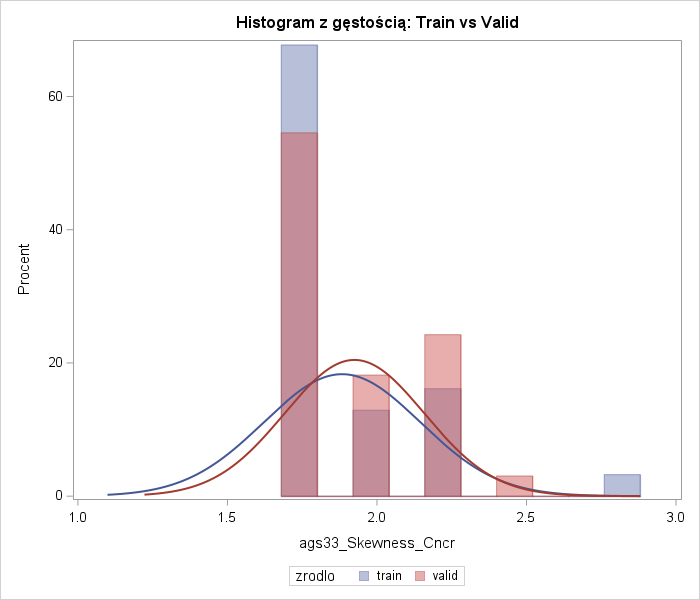 Histogram z gęstością: Train vs Valid
60
40
20
0
Procent
1.0 1.5 2.0 2.5 3.0
ags33_Skewness_Cncr
zrodlo train valid